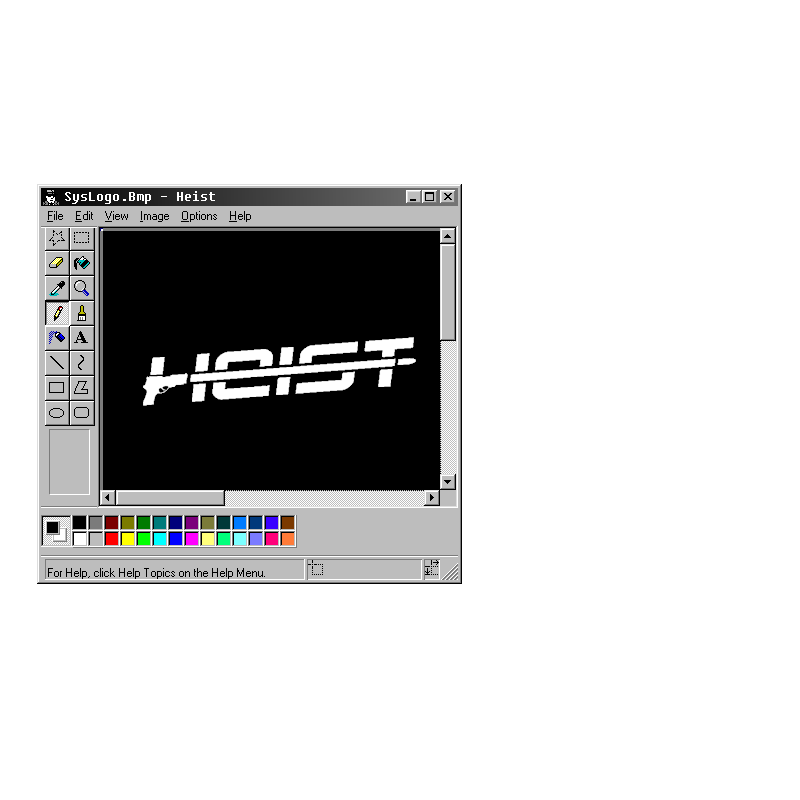 SysLogo.Bmp - Heist
File Edit View Image Options Help
A
HEIST
For Help, click Help Topics on the Help Menu.